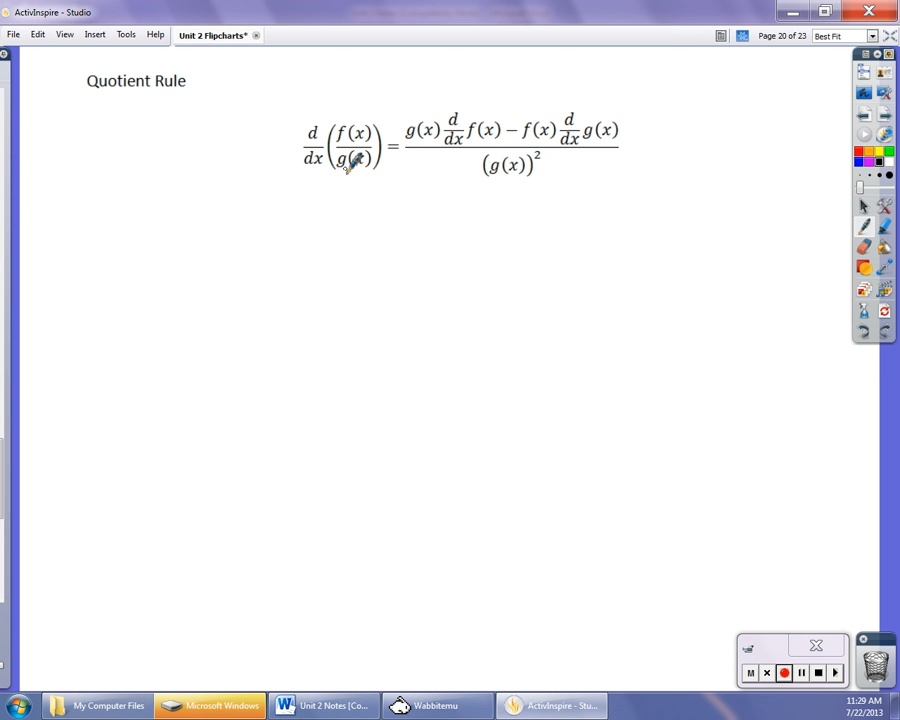 ActivInspire - Studio
File Edit View Insert Tools Help Unit 2 Flipcharts* Page 20 of 23 Best Fit
Quotient Rule
d/dx (f(x)/g(x)) = (g(x) d/dx f(x) − f(x) d/dx g(x)) / (g(x))²
M
My Computer Files Microsoft Windows Unit 2 Notes [Co... Wabbitemu ActivInspire - Stu... 11:29 AM
7/22/2013